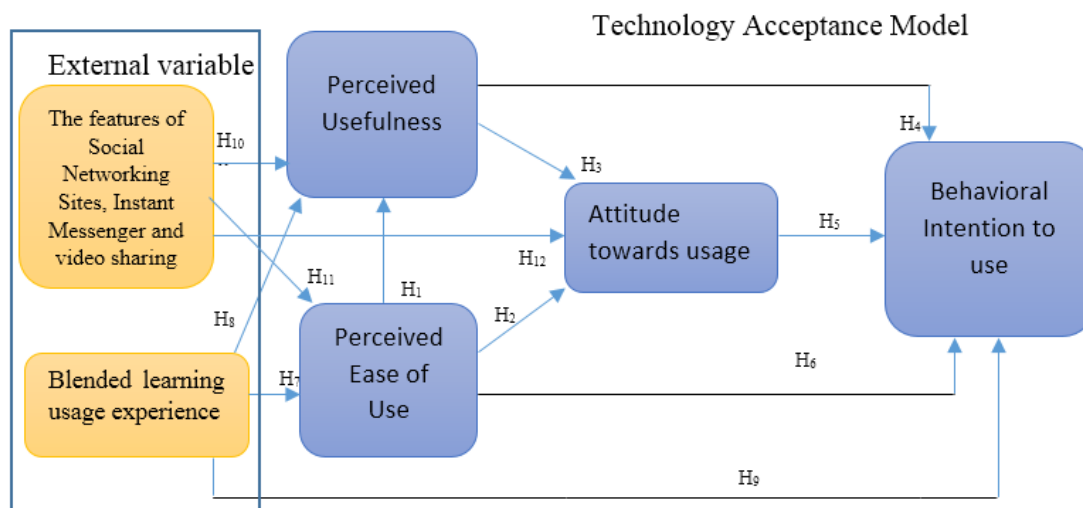 Technology Acceptance Model
External variable
The features of
Social
Networking
Sites, Instant
Messenger and
video sharing
H10
..
Perceived
Usefulness
H4
H3
Behavioral
Intention to
use
Attitude
towards usage
H5
H12
H11
H1
H8
H2
Perceived
Ease of
Use
H6
Blended learning
usage experience
H7
H9